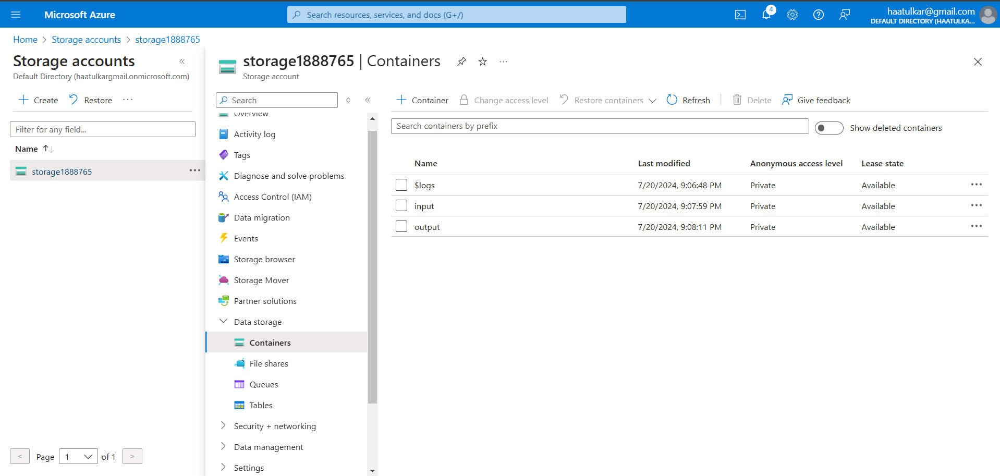 Microsoft Azure
Search resources, services, and docs (G+/)
4
haatulkar@gmail.com
DEFAULT DIRECTORY (HAATULKA...
Home > Storage accounts > storage1888765
Storage accounts
Default Directory (haatulkargmail.onmicrosoft.com)
+ Create Restore ...
Filter for any field...
Name
storage1888765
< Page 1 of 1 >
storage1888765 | Containers
Storage account
Search
Overview
Activity log
Tags
Diagnose and solve problems
Access Control (IAM)
Data migration
Events
Storage browser
Storage Mover
Partner solutions
Data storage
Containers
File shares
Queues
Tables
Security + networking
Data management
Settings
+ Container Change access level Restore containers Refresh Delete Give feedback
Search containers by prefix
Show deleted containers
Name Last modified Anonymous access level Lease state
$logs 7/20/2024, 9:06:48 PM Private Available
input 7/20/2024, 9:07:59 PM Private Available
output 7/20/2024, 9:08:11 PM Private Available